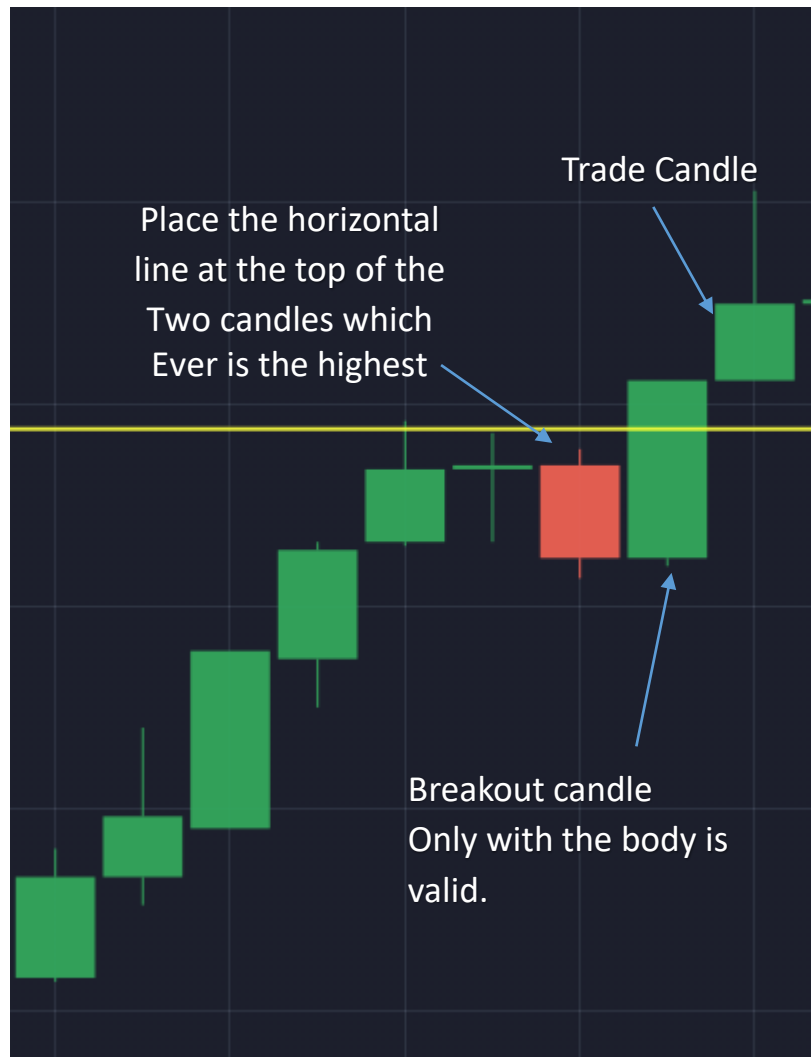 Trade Candle
Place the horizontal
line at the top of the
Two candles which
Ever is the highest
Breakout candle
Only with the body is
valid.